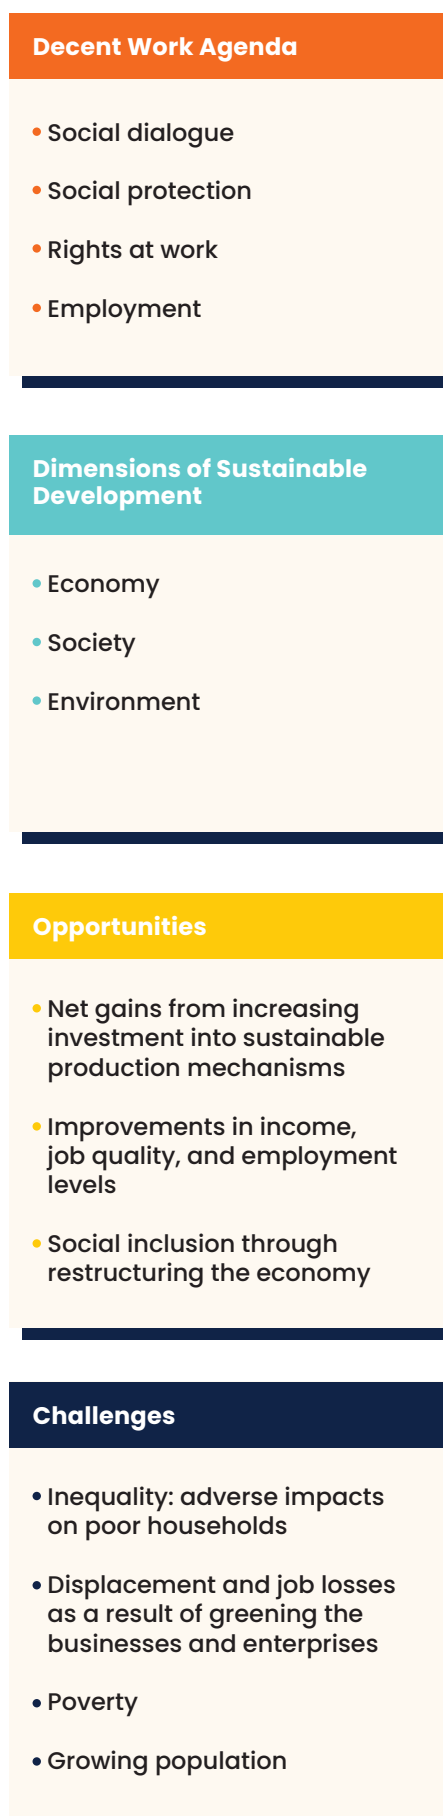 Decent Work Agenda
• Social dialogue
• Social protection
• Rights at work
• Employment
Dimensions of Sustainable
Development
• Economy
• Society
• Environment
Opportunities
• Net gains from increasing
investment into sustainable
production mechanisms
• Improvements in income,
job quality, and employment
levels
• Social inclusion through
restructuring the economy
Challenges
• Inequality: adverse impacts
on poor households
• Displacement and job losses
as a result of greening the
businesses and enterprises
• Poverty
• Growing population